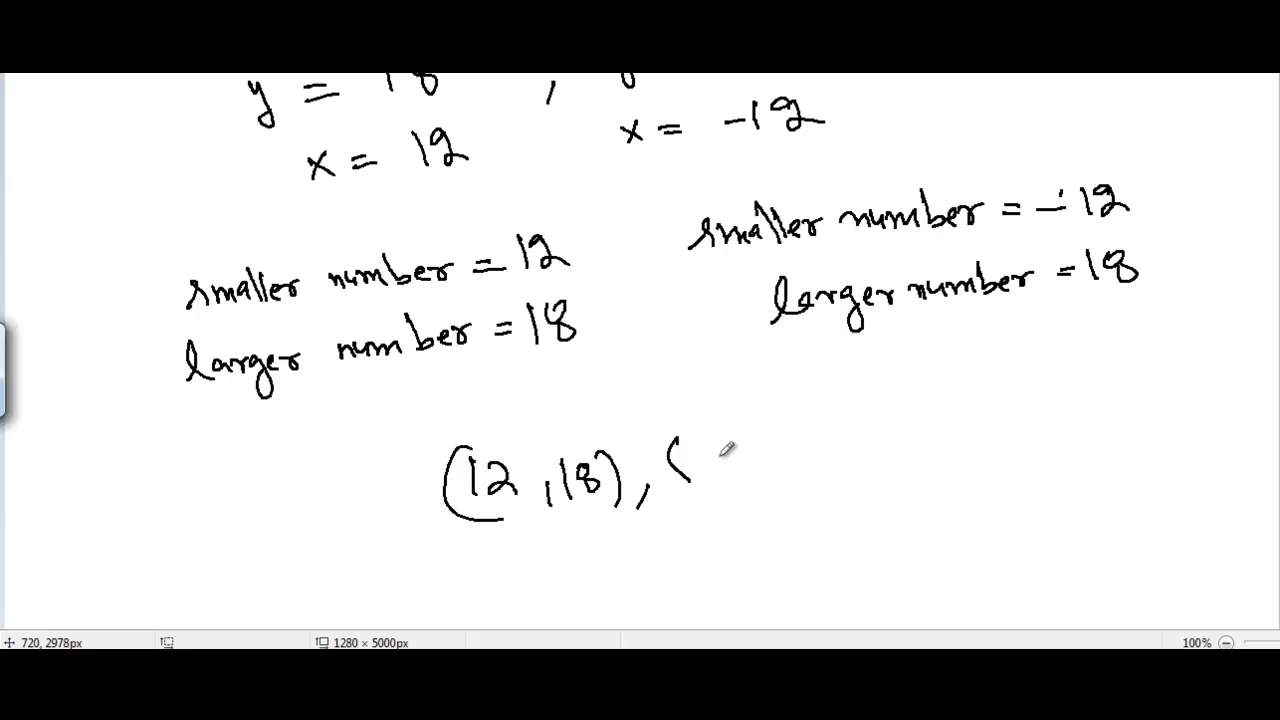 y = 18 ,
x = 12
x = -12
smaller number = 12
larger number = 18
smaller number = -12
larger number = 18
(12 , 18) , (
720, 2978px
1280 × 5000px
100%